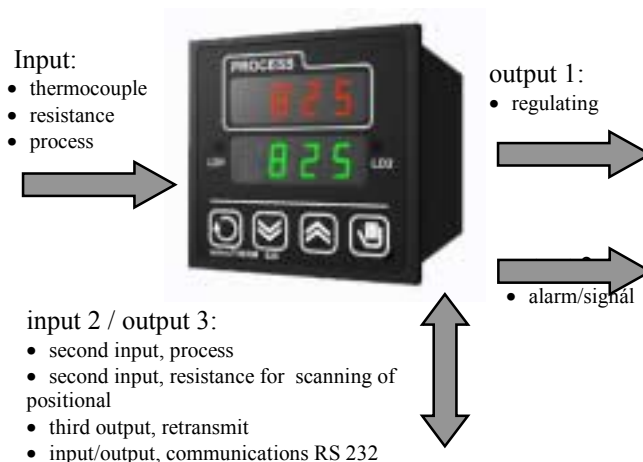 Input:
• thermocouple
• resistance
• process
PROCESS
825
825
LD1
LD2
output 1:
• regulating
• alarm/signál
input 2 / output 3:
• second input, process
• second input, resistance for scanning of
positional
• third output, retransmit
• input/output, communications RS 232